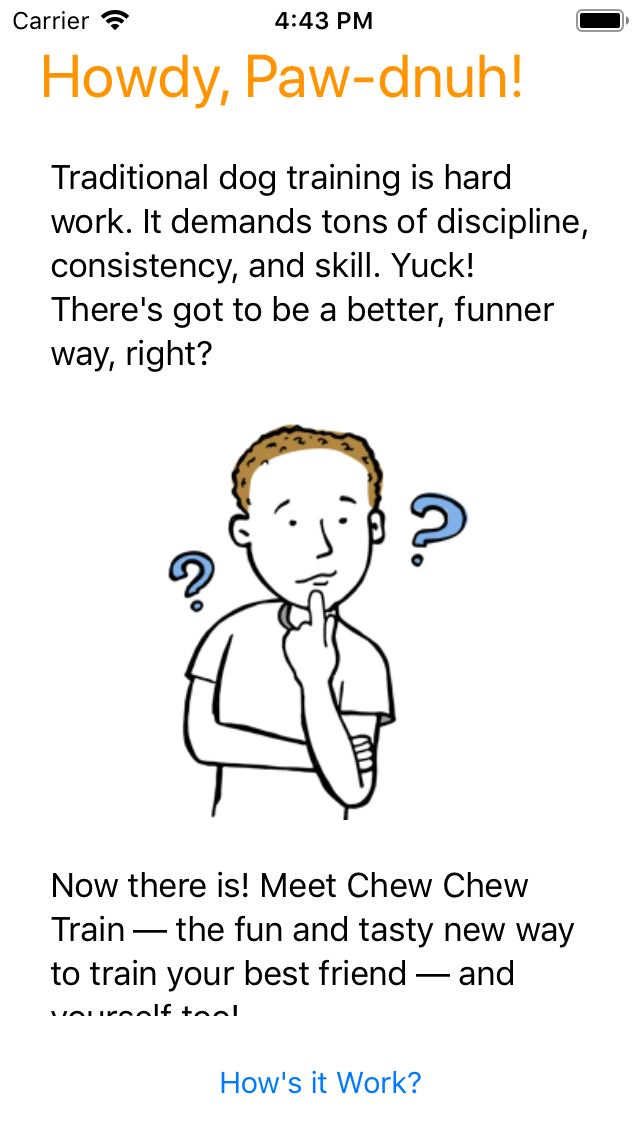 Carrier
4:43 PM
Howdy, Paw-dnuh!
Traditional dog training is hard
work. It demands tons of discipline,
consistency, and skill. Yuck!
There's got to be a better, funner
way, right?
?
?
Now there is! Meet Chew Chew
Train — the fun and tasty new way
to train your best friend — and
yourself too!
How's it Work?